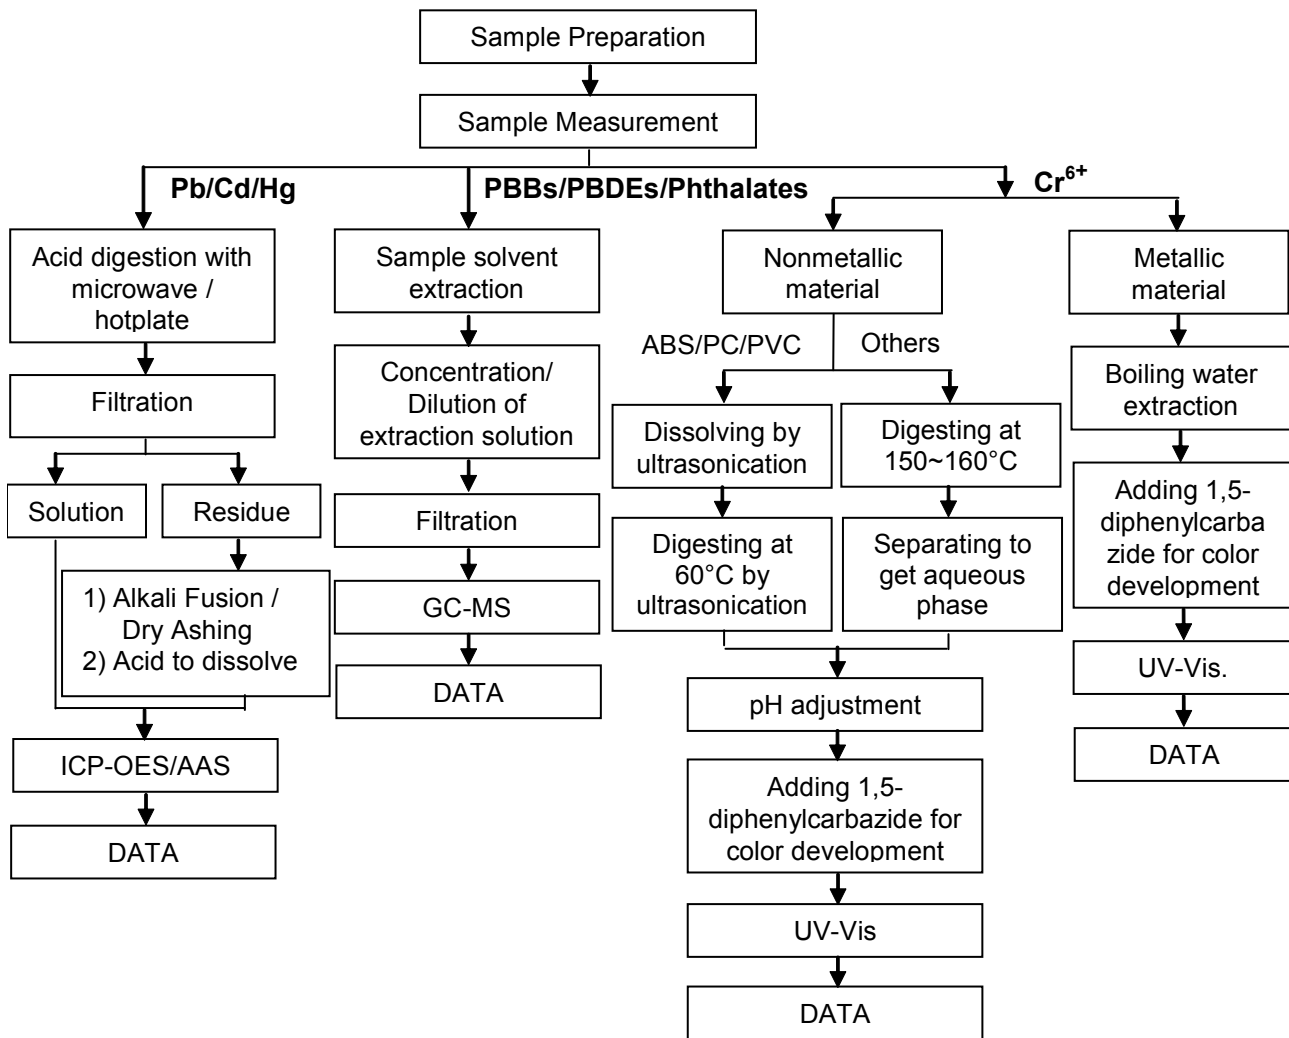 Sample Preparation
Sample Measurement
Pb/Cd/Hg
PBBs/PBDEs/Phthalates
Cr⁶⁺
Acid digestion with
microwave /
hotplate
Filtration
Solution
Residue
1) Alkali Fusion /
Dry Ashing
2) Acid to dissolve
ICP-OES/AAS
DATA
Sample solvent
extraction
Concentration/
Dilution of
extraction solution
Filtration
GC-MS
DATA
Nonmetallic
material
ABS/PC/PVC
Others
Dissolving by
ultrasonication
Digesting at
60°C by
ultrasonication
Digesting at
150~160°C
Separating to
get aqueous
phase
pH adjustment
Adding 1,5-
diphenylcarbazide for
color development
UV-Vis
DATA
Metallic
material
Boiling water
extraction
Adding 1,5-
diphenylcarba
zide for color
development
UV-Vis.
DATA